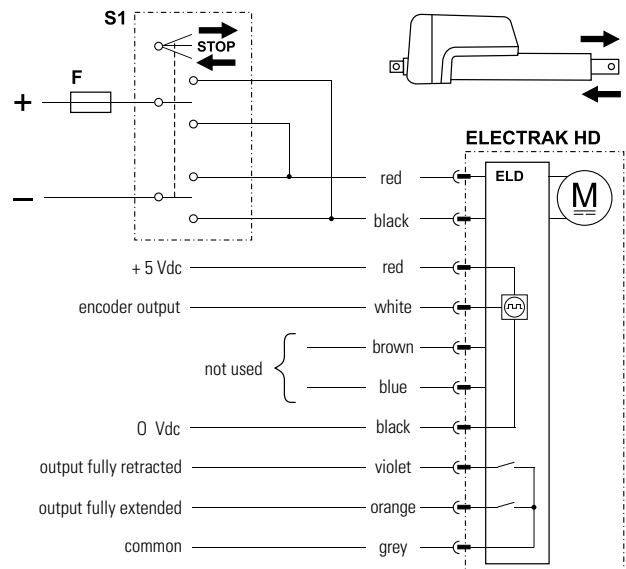 S1
STOP
F
+
–
ELECTRAK HD
ELD
M
red
black
+ 5 Vdc red
encoder output white
not used
brown
blue
0 Vdc black
output fully retracted violet
output fully extended orange
common grey